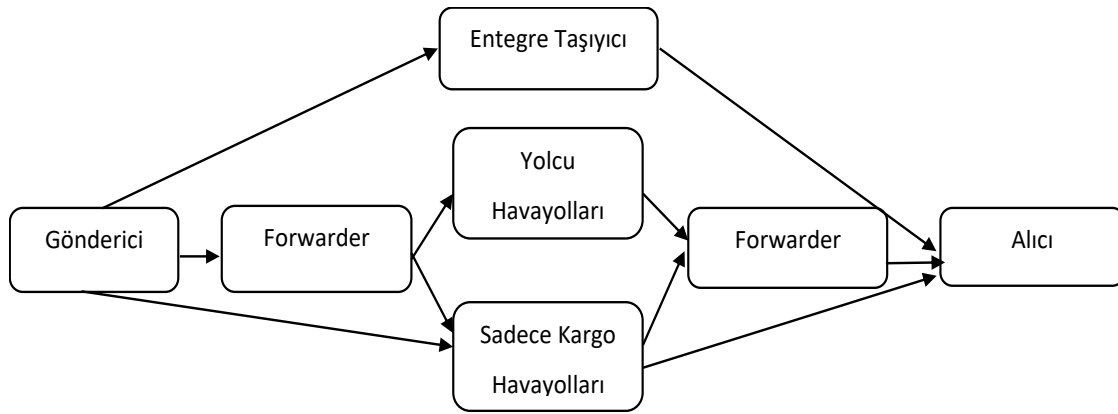 Entegre Taşıyıcı
Yolcu
Havayolları
Gönderici
Forwarder
Forwarder
Alıcı
Sadece Kargo
Havayolları